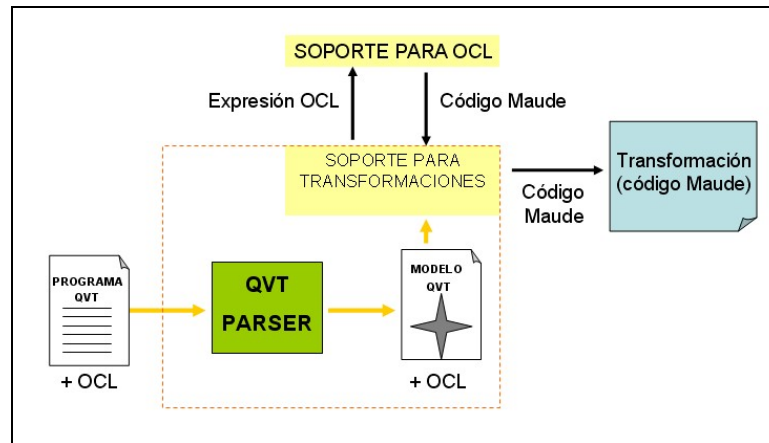 SOPORTE PARA OCL
Expresión OCL
Código Maude
SOPORTE PARA
TRANSFORMACIONES
Código
Maude
Transformación
(código Maude)
PROGRAMA
QVT
+ OCL
QVT
PARSER
MODELO
QVT
+ OCL